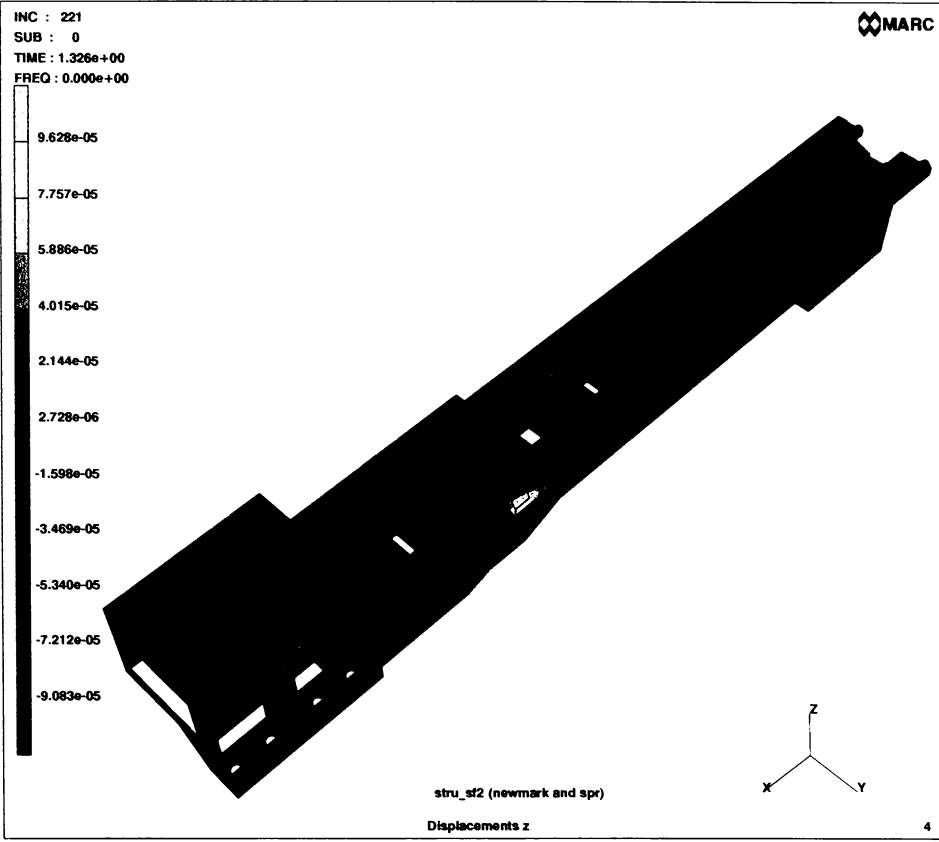 INC : 221
SUB : 0
TIME : 1.326e+00
FREQ : 0.000e+00
MARC
9.628e-05
7.757e-05
5.886e-05
4.015e-05
2.144e-05
2.728e-06
-1.598e-05
-3.469e-05
-5.340e-05
-7.212e-05
-9.083e-05
Z
X
Y
stru_sf2 (newmark and spr)
Displacements z
4